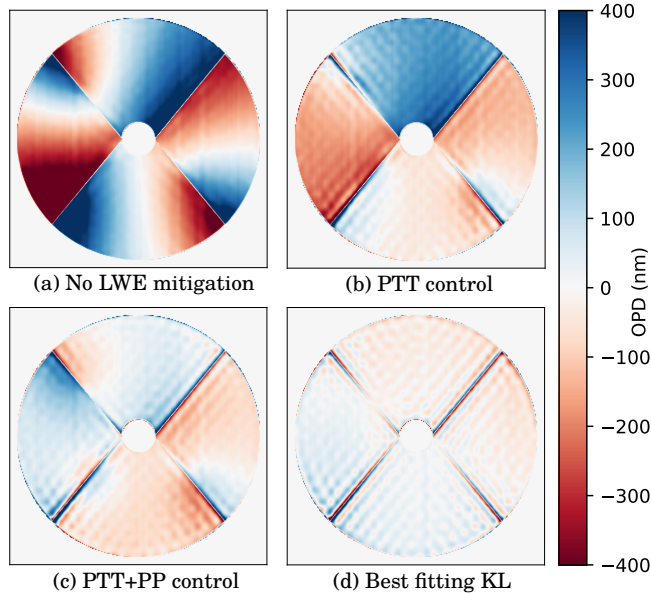 (a) No LWE mitigation
(b) PTT control
(c) PTT+PP control
(d) Best fitting KL
400
300
200
100
0
−100
−200
−300
−400
OPD (nm)